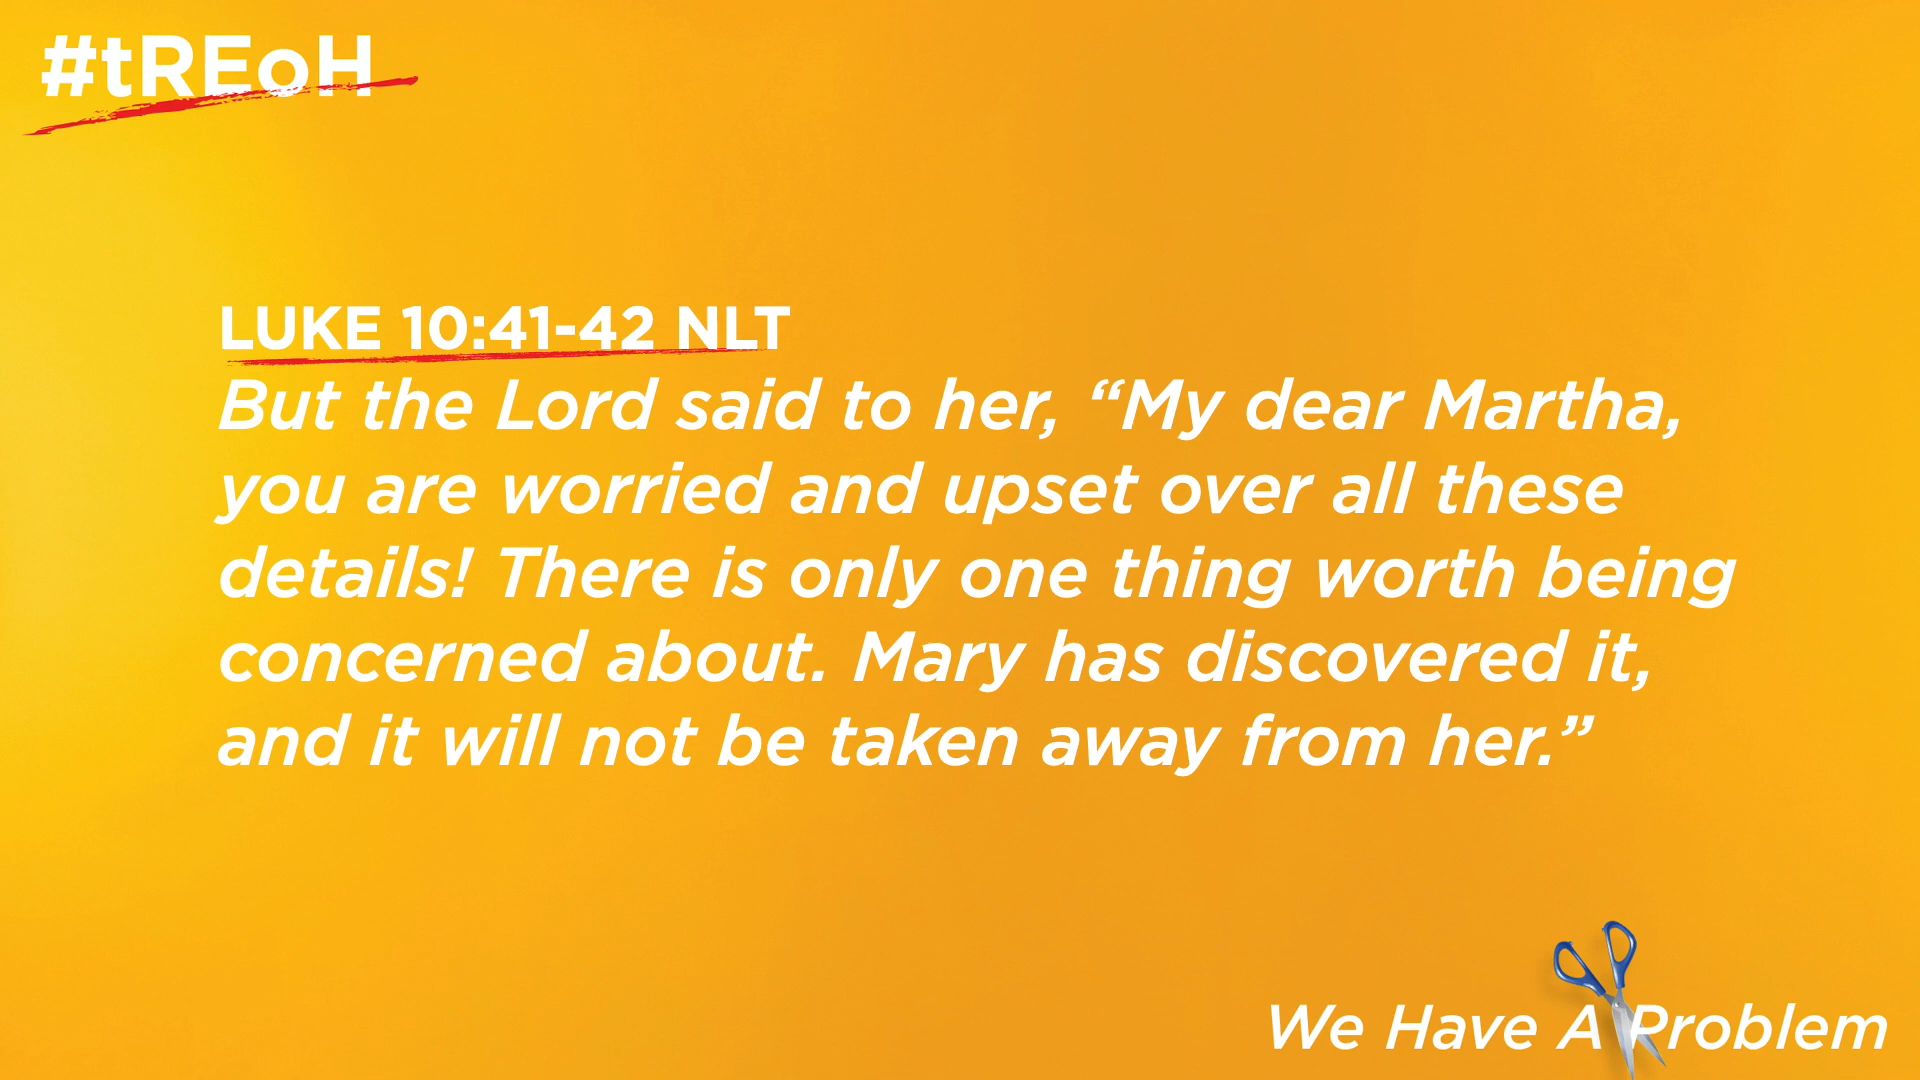 #tREoH
LUKE 10:41-42 NLT
But the Lord said to her, “My dear Martha,
you are worried and upset over all these
details! There is only one thing worth being
concerned about. Mary has discovered it,
and it will not be taken away from her.”
We Have A Problem